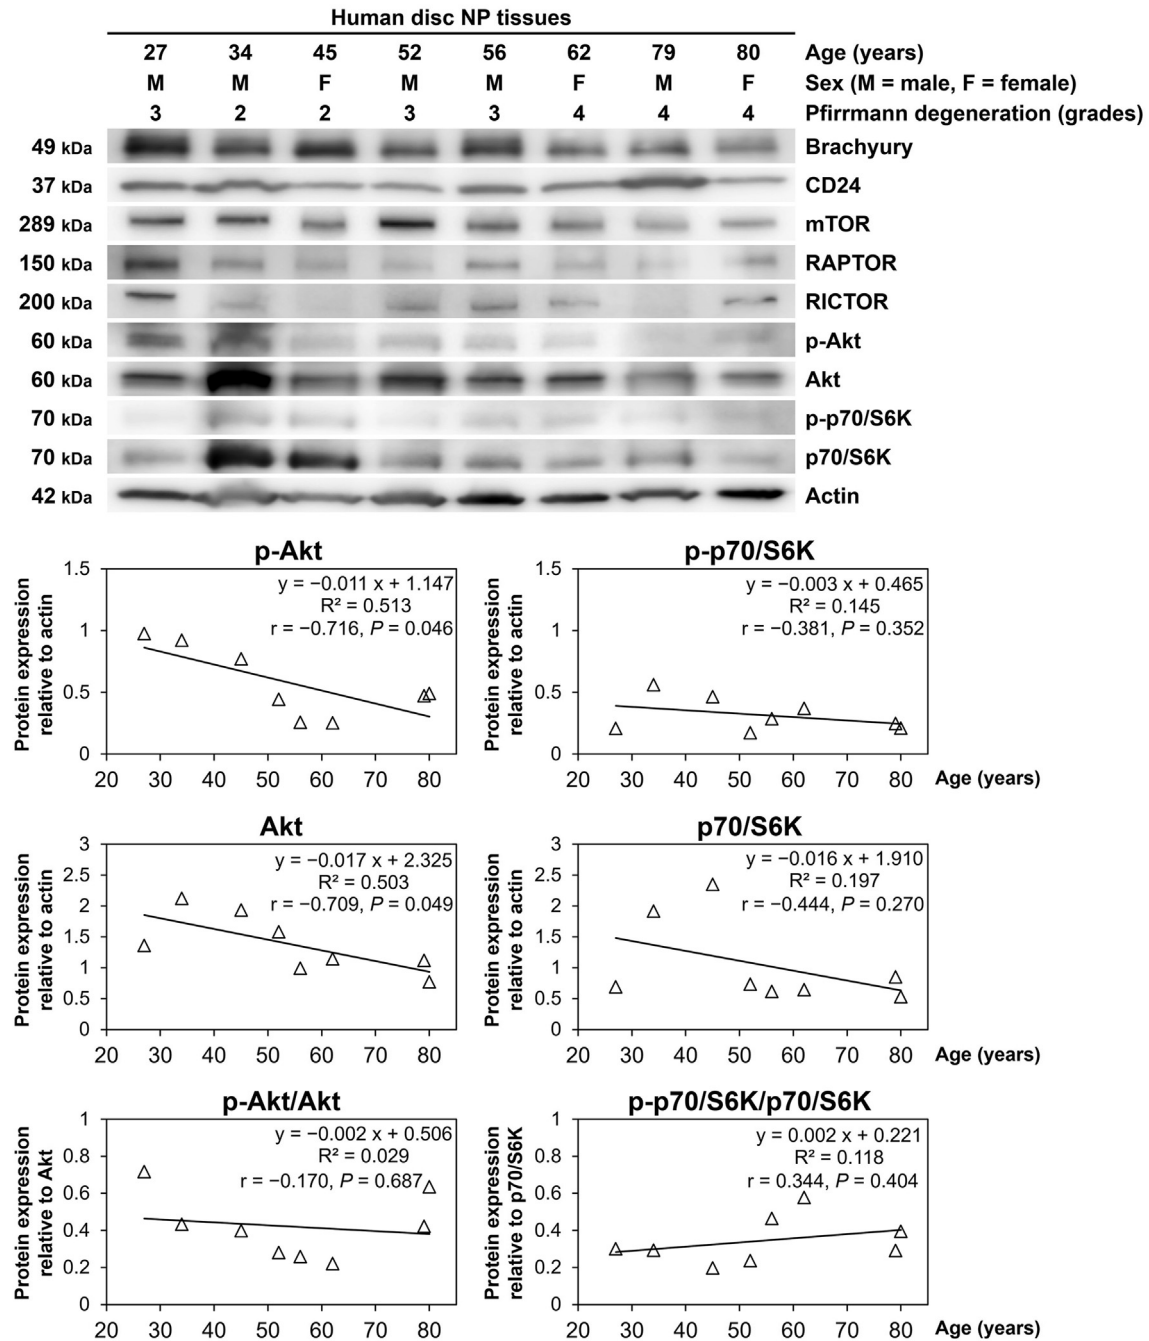 Human disc NP tissues
27 34 45 52 56 62 79 80 Age (years)
M M F M M F M F Sex (M = male, F = female)
3 2 2 3 3 4 4 4 Pfirrmann degeneration (grades)
49 kDa Brachyury
37 kDa CD24
289 kDa mTOR
150 kDa RAPTOR
200 kDa RICTOR
60 kDa p-Akt
60 kDa Akt
70 kDa p-p70/S6K
70 kDa p70/S6K
42 kDa Actin
p-Akt
Protein expression
relative to actin
1.5
1
0.5
0
y = −0.011 x + 1.147
R² = 0.513
r = −0.716, P = 0.046
20 30 40 50 60 70 80
p-p70/S6K
Protein expression
relative to actin
1.5
1
0.5
0
y = −0.003 x + 0.465
R² = 0.145
r = −0.381, P = 0.352
20 30 40 50 60 70 80 Age (years)
Akt
Protein expression
relative to actin
3
2.5
2
1.5
1
0.5
0
y = −0.017 x + 2.325
R² = 0.503
r = −0.709, P = 0.049
20 30 40 50 60 70 80
p70/S6K
Protein expression
relative to actin
3
2.5
2
1.5
1
0.5
0
y = −0.016 x + 1.910
R² = 0.197
r = −0.444, P = 0.270
20 30 40 50 60 70 80 Age (years)
p-Akt/Akt
Protein expression
relative to Akt
1
0.8
0.6
0.4
0.2
0
y = −0.002 x + 0.506
R² = 0.029
r = −0.170, P = 0.687
20 30 40 50 60 70 80
p-p70/S6K/p70/S6K
Protein expression
relative to p70/S6K
1
0.8
0.6
0.4
0.2
0
y = 0.002 x + 0.221
R² = 0.118
r = 0.344, P = 0.404
20 30 40 50 60 70 80 Age (years)